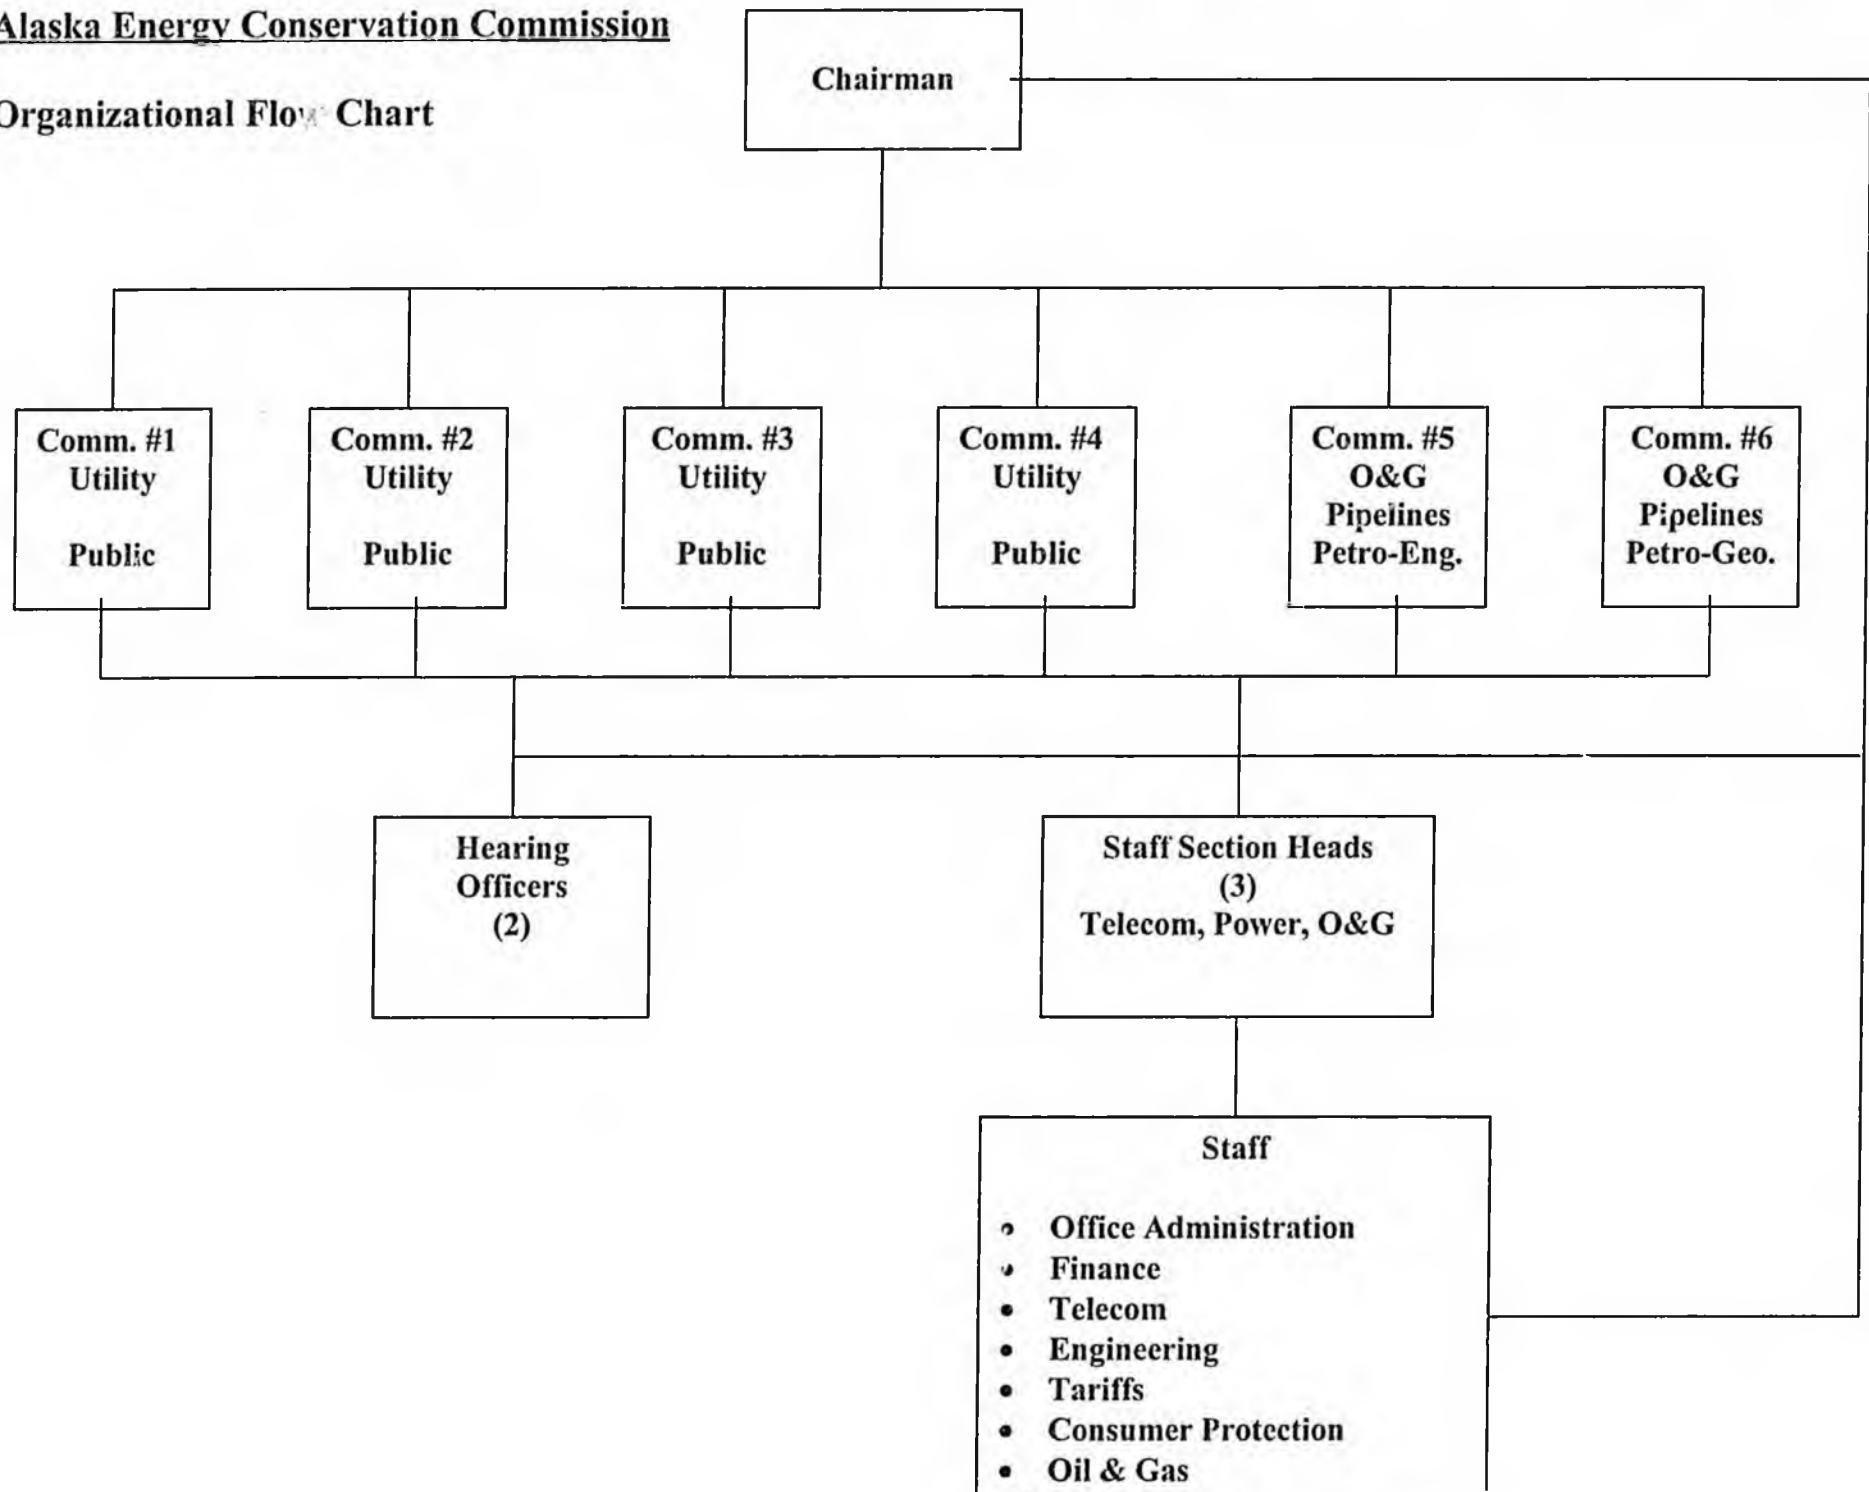 Alaska Energy Conservation Commission
Organizational Flow Chart
Chairman
Comm. #1
Utility
Public
Comm. #2
Utility
Public
Comm. #3
Utility
Public
Comm. #4
Utility
Public
Comm. #5
O&G
Pipelines
Petro-Eng.
Comm. #6
O&G
Pipelines
Petro-Geo.
Hearing
Officers
(2)
Staff Section Heads
(3)
Telecom, Power, O&G
Staff
• Office Administration
• Finance
• Telecom
• Engineering
• Tariffs
• Consumer Protection
• Oil & Gas